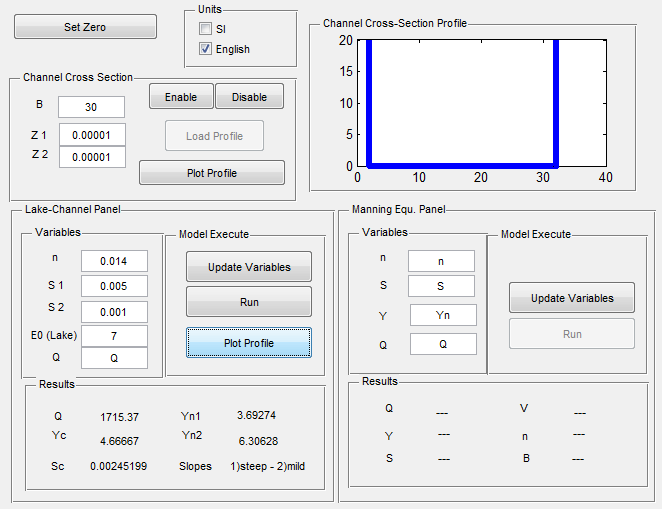 Set Zero
Units
SI
English
Channel Cross-Section Profile
20
15
10
5
0
0 10 20 30 40
Channel Cross Section
B 30
Enable Disable
Z 1 0.00001
Z 2 0.00001
Load Profile
Plot Profile
Lake-Channel Panel
Variables
n 0.014
S 1 0.005
S 2 0.001
E0 (Lake) 7
Q Q
Model Execute
Update Variables
Run
Plot Profile
Results
Q 1715.37 Yn1 3.69274
Yc 4.66667 Yn2 6.30628
Sc 0.00245199 Slopes 1)steep - 2)mild
Manning Equ. Panel
Variables
n n
S S
Y Yn
Q Q
Model Execute
Update Variables
Run
Results
Q --- V ---
Y --- n ---
S --- B ---